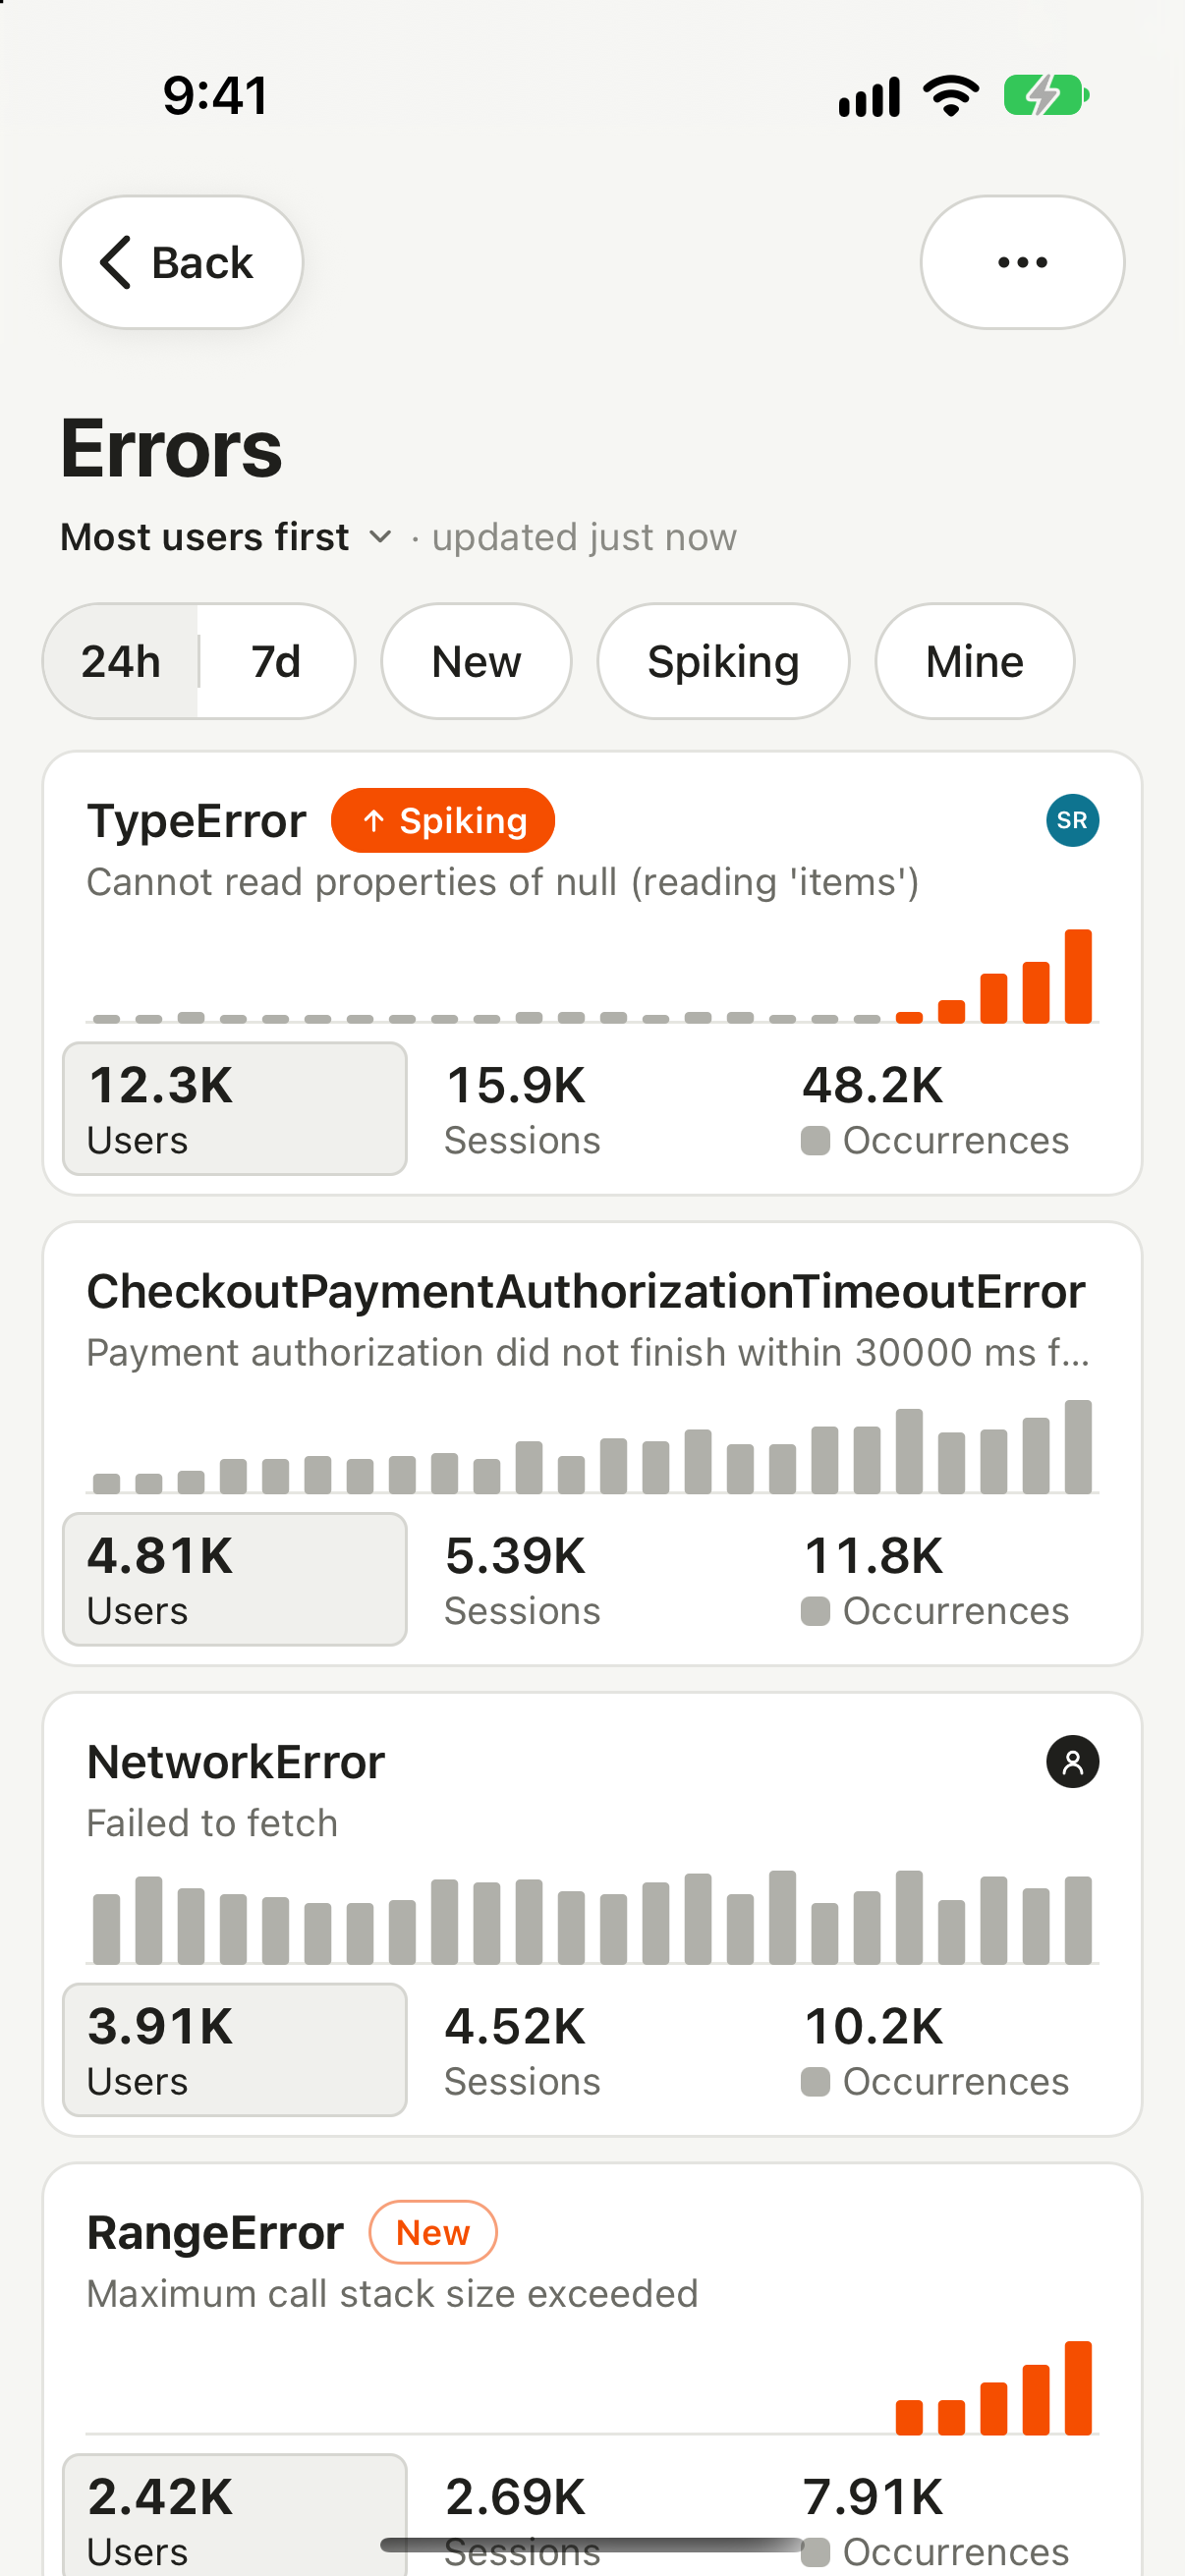 9:41
Back
Errors
Most users first · updated just now
24h 7d New Spiking Mine
TypeError ↑ Spiking SR
Cannot read properties of null (reading 'items')
12.3K 15.9K 48.2K
Users Sessions Occurrences
CheckoutPaymentAuthorizationTimeoutError
Payment authorization did not finish within 30000 ms f...
4.81K 5.39K 11.8K
Users Sessions Occurrences
NetworkError
Failed to fetch
3.91K 4.52K 10.2K
Users Sessions Occurrences
RangeError New
Maximum call stack size exceeded
2.42K 2.69K 7.91K
Users Sessions Occurrences